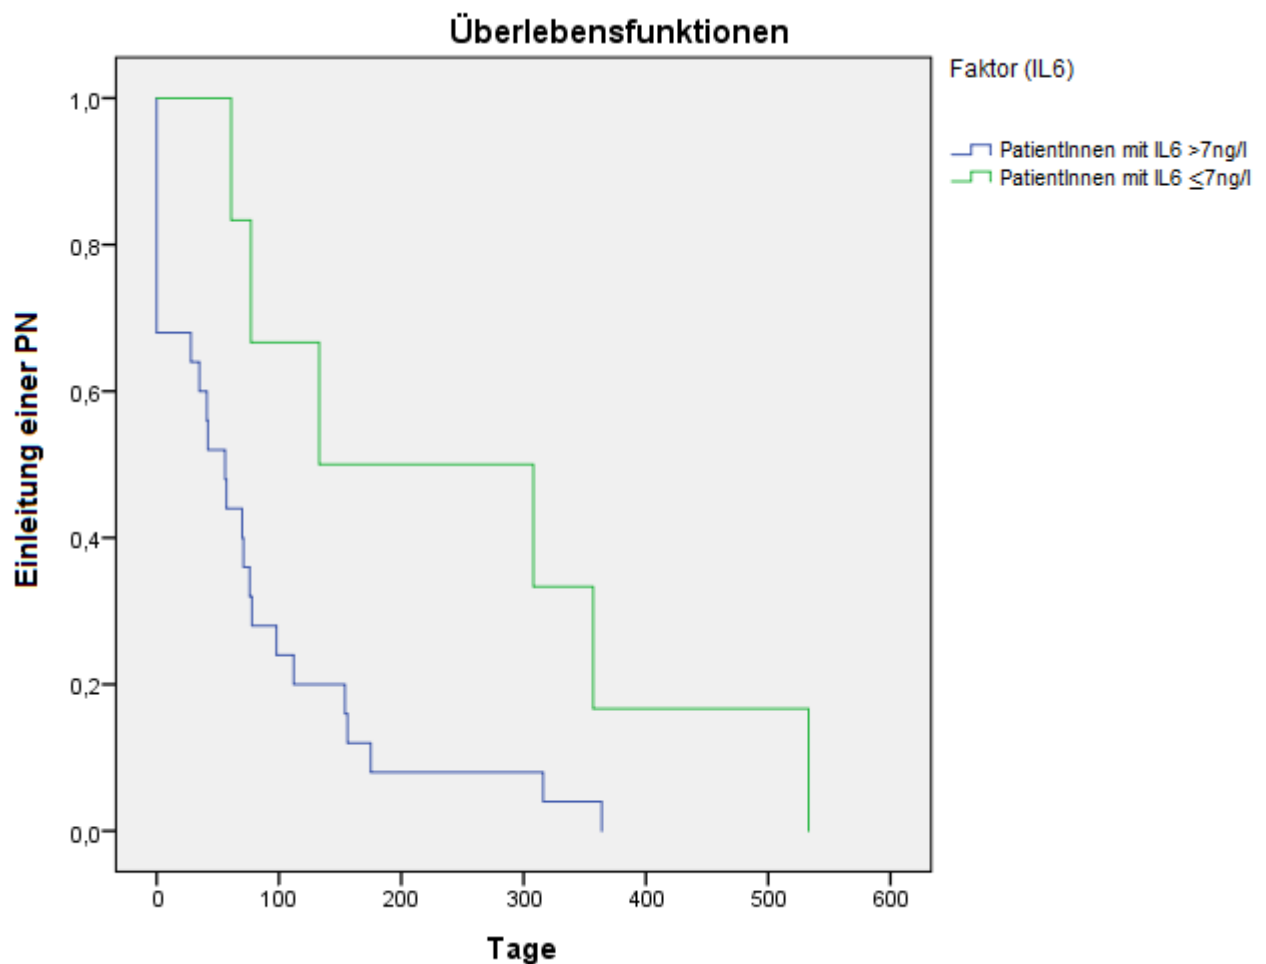 Überlebensfunktionen
Faktor (IL6)
PatientInnen mit IL6 >7ng/l
PatientInnen mit IL6 ≤7ng/l
Einleitung einer PN
1,0
0,8
0,6
0,4
0,2
0,0
0 100 200 300 400 500 600
Tage